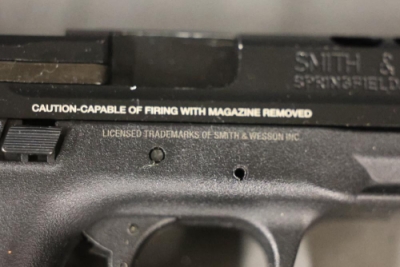 SMITH &
SPRINGFIELD
CAUTION-CAPABLE OF FIRING WITH MAGAZINE REMOVED
LICENSED TRADEMARKS OF SMITH & WESSON INC.